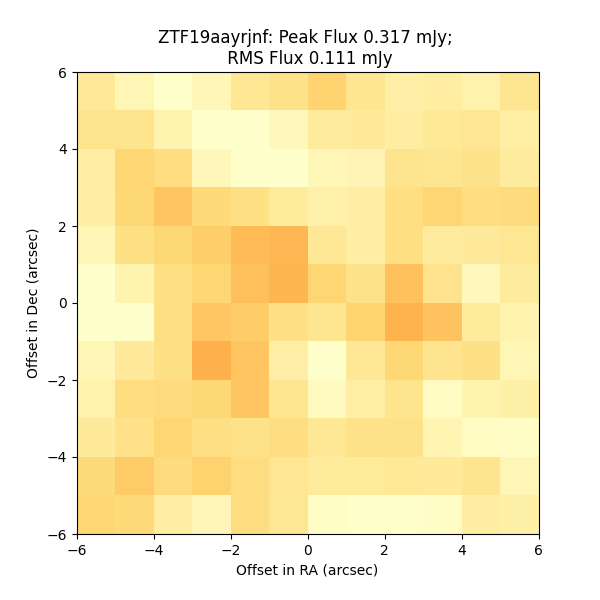 ZTF19aayrjnf: Peak Flux 0.317 mJy;
RMS Flux 0.111 mJy
6
4
2
0
−2
−4
−6
Offset in Dec (arcsec)
−6 −4 −2 0 2 4 6
Offset in RA (arcsec)